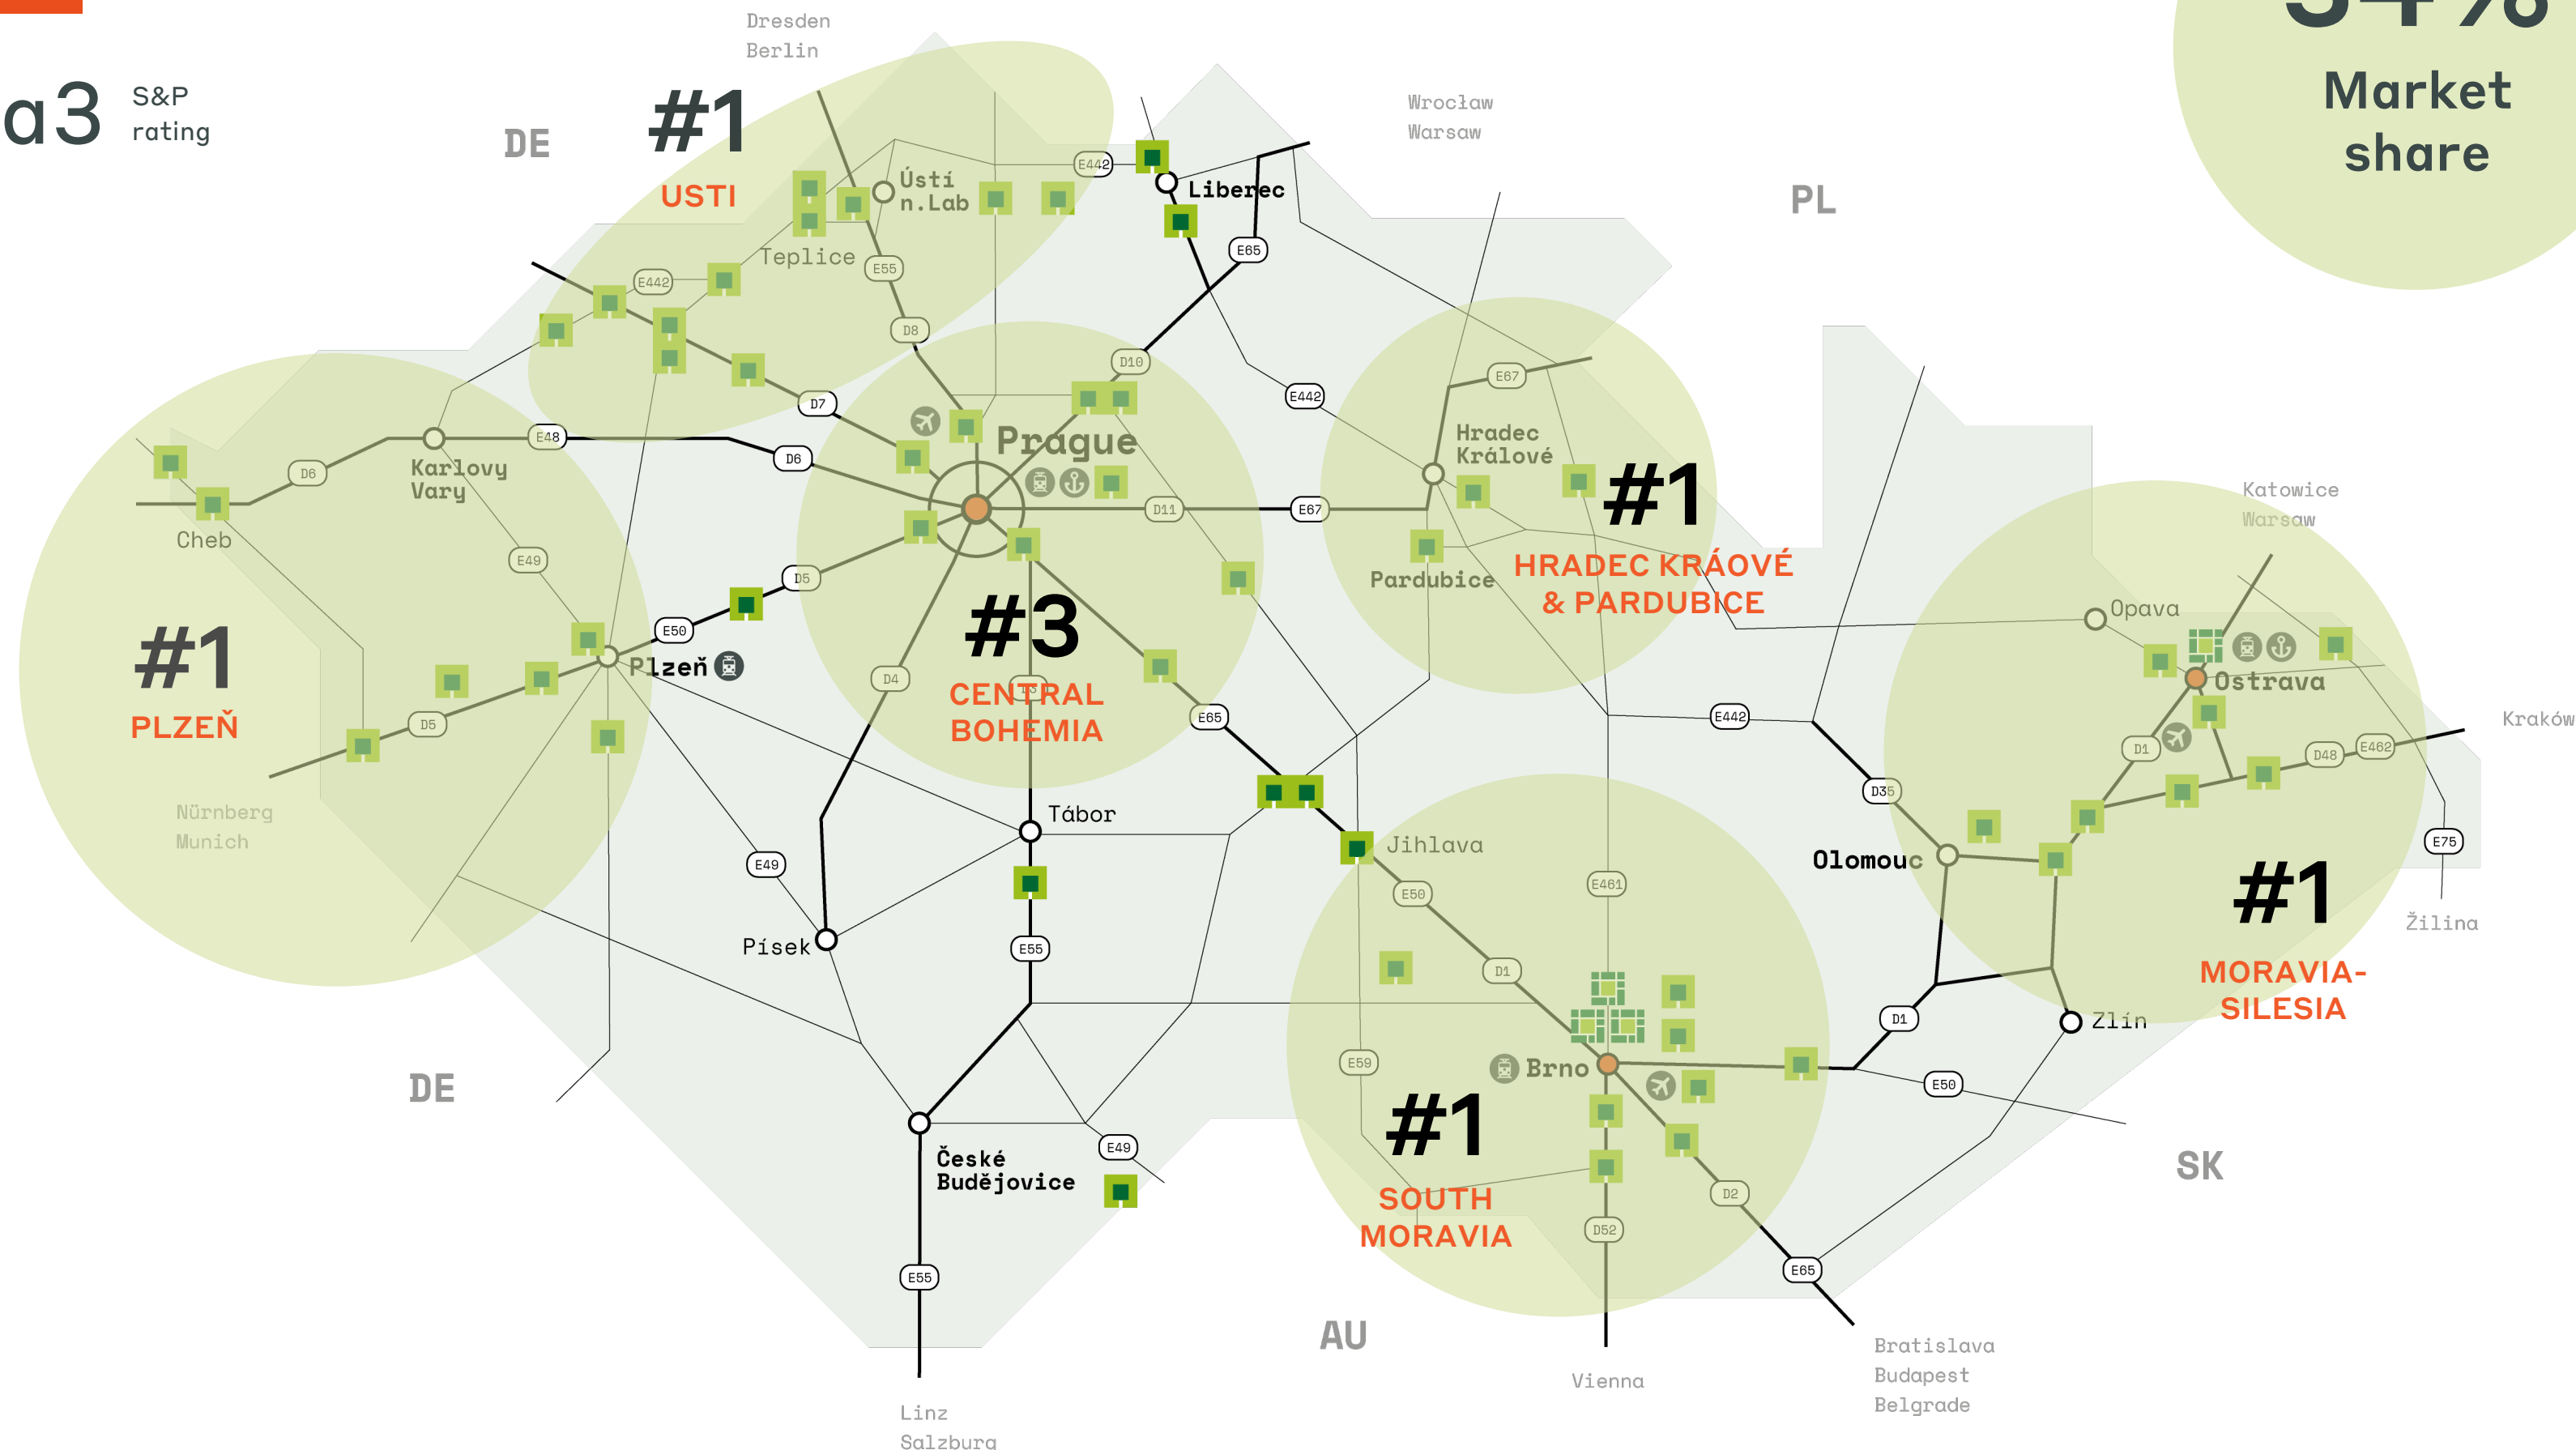 Dresden
Berlin
34%
Market
share
a3
S&P
rating
DE
#1
USTI
Wrocław
Warsaw
PL
E442
Ústí
n.Lab
Liberec
Teplice
E55
E65
E442
D8
D10
E67
D7
E442
Prague
Hradec
Králové
E48
D6
D6
Karlovy
Vary
D11
E67
#1
Katowice
Warsaw
Cheb
E49
D5
Pardubice
HRADEC KRÁOVÉ
& PARDUBICE
Opava
#1
PLZEŇ
E50
Plzeň
#3
D4
D3
CENTRAL
BOHEMIA
E65
E442
Ostrava
Kraków
D5
D1
D48
E462
Nürnberg
Munich
Tábor
D35
Jihlava
E75
E49
Olomouc
E50
E461
#1
Žilina
Písek
E55
D1
MORAVIA-
SILESIA
D1
Zlín
E59
Brno
DE
E50
#1
E49
České
Budějovice
SOUTH
MORAVIA
D2
SK
D52
E55
E65
AU
Bratislava
Budapest
Belgrade
Vienna
Linz
Salzburg